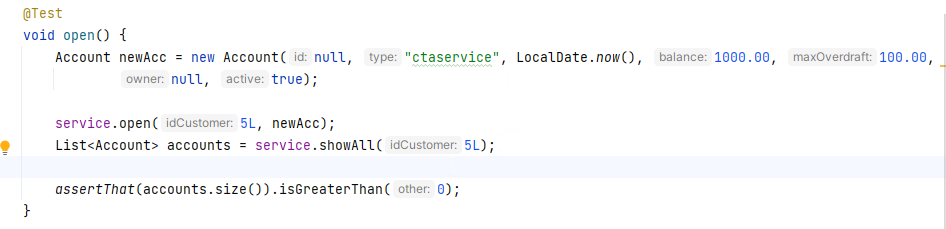 @Test
void open() {
Account newAcc = new Account( id: null, type: "ctaservice", LocalDate.now(), balance: 1000.00, maxOverdraft: 100.00,
owner: null, active: true);
service.open( idCustomer: 5L, newAcc);
List<Account> accounts = service.showAll( idCustomer: 5L);
assertThat(accounts.size()).isGreaterThan( other: 0);
}